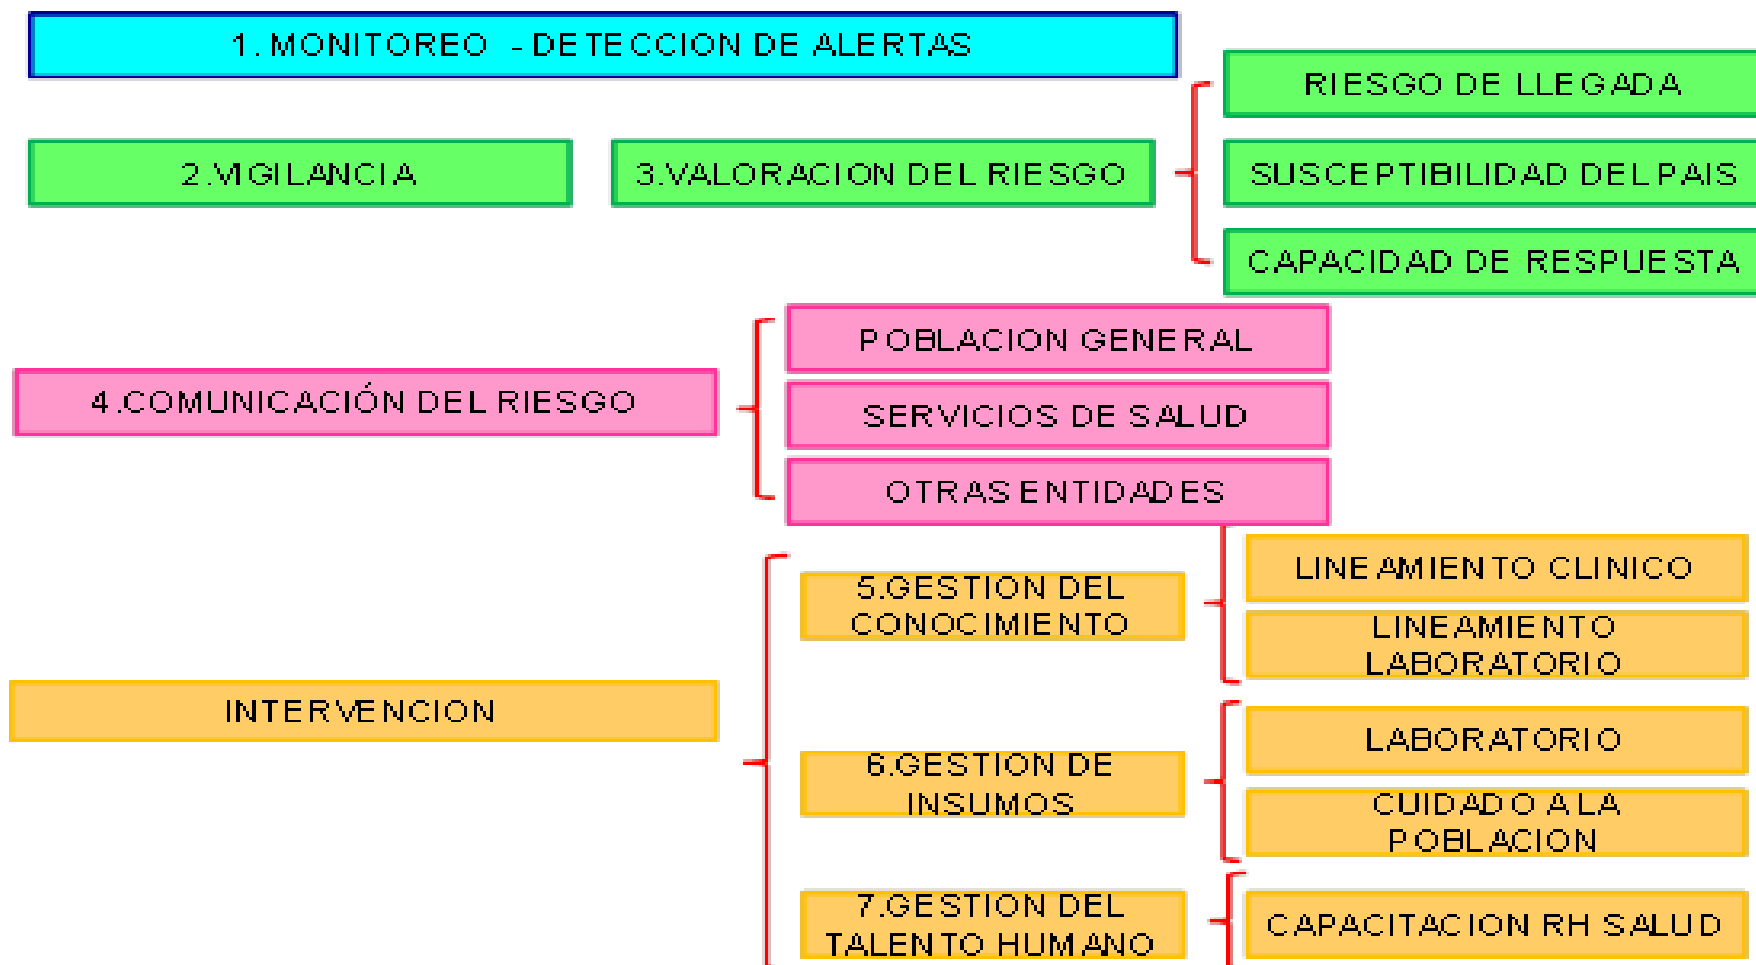 1. MONITOREO - DETECCION DE ALERTAS
RIESGO DE LLEGADA
2.VIGILANCIA
3.VALORACION DEL RIESGO
SUSCEPTIBILIDAD DEL PAIS
CAPACIDAD DE RESPUESTA
POBLACION GENERAL
4.COMUNICACIÓN DEL RIESGO
SERVICIOS DE SALUD
OTRAS ENTIDADES
INTERVENCION
5.GESTION DEL
CONOCIMIENTO
LINEAMIENTO CLINICO
LINEAMIENTO
LABORATORIO
6.GESTION DE
INSUMOS
LABORATORIO
CUIDADO A LA
POBLACION
7.GESTION DEL
TALENTO HUMANO
CAPACITACION RH SALUD